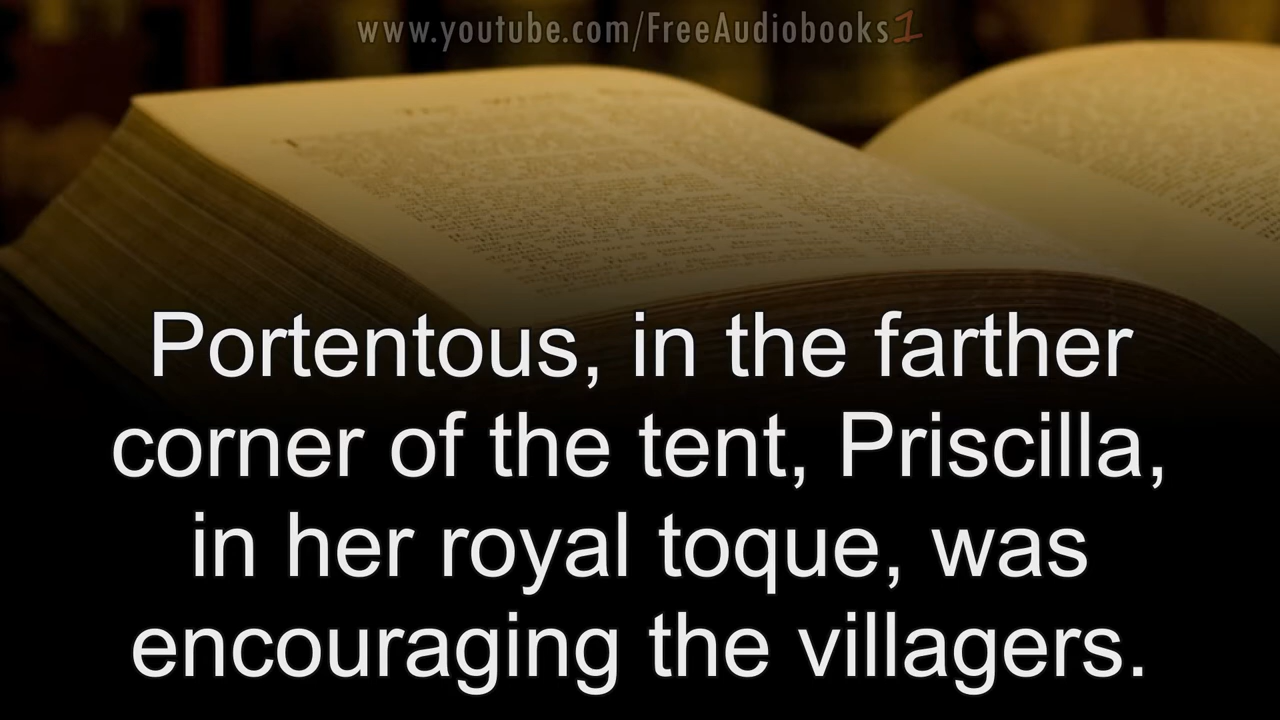 www.youtube.com/FreeAudiobooks1
Portentous, in the farther
corner of the tent, Priscilla,
in her royal toque, was
encouraging the villagers.